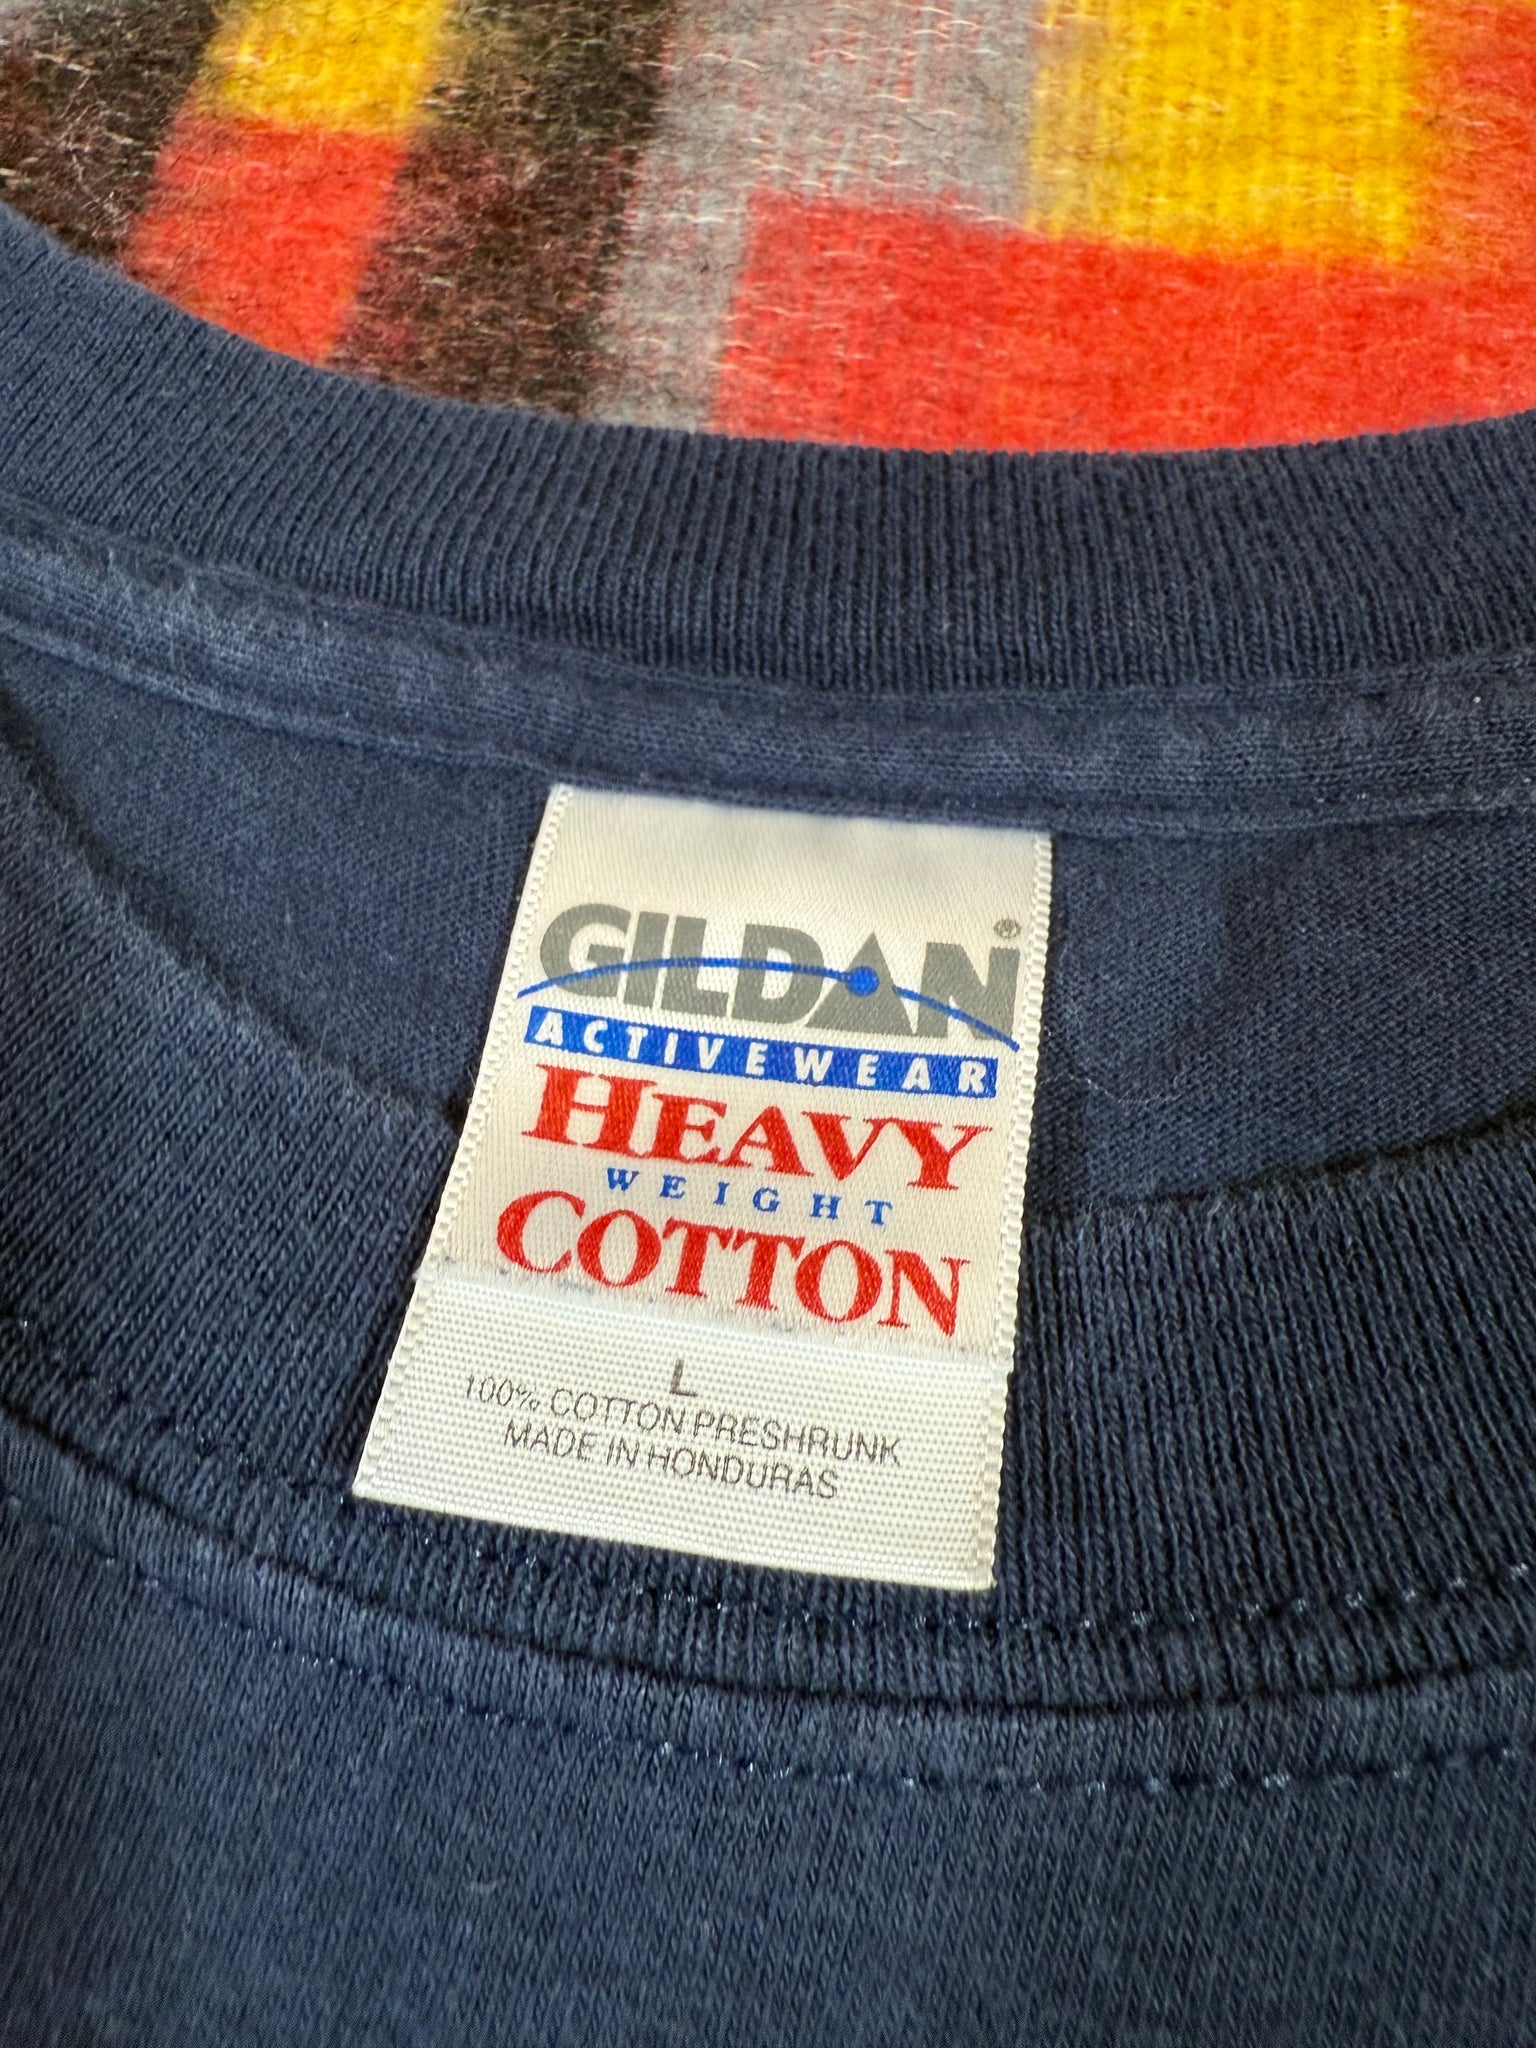 GILDAN®
ACTIVEWEAR
HEAVY
WEIGHT
COTTON
L
100% COTTON PRESHRUNK
MADE IN HONDURAS